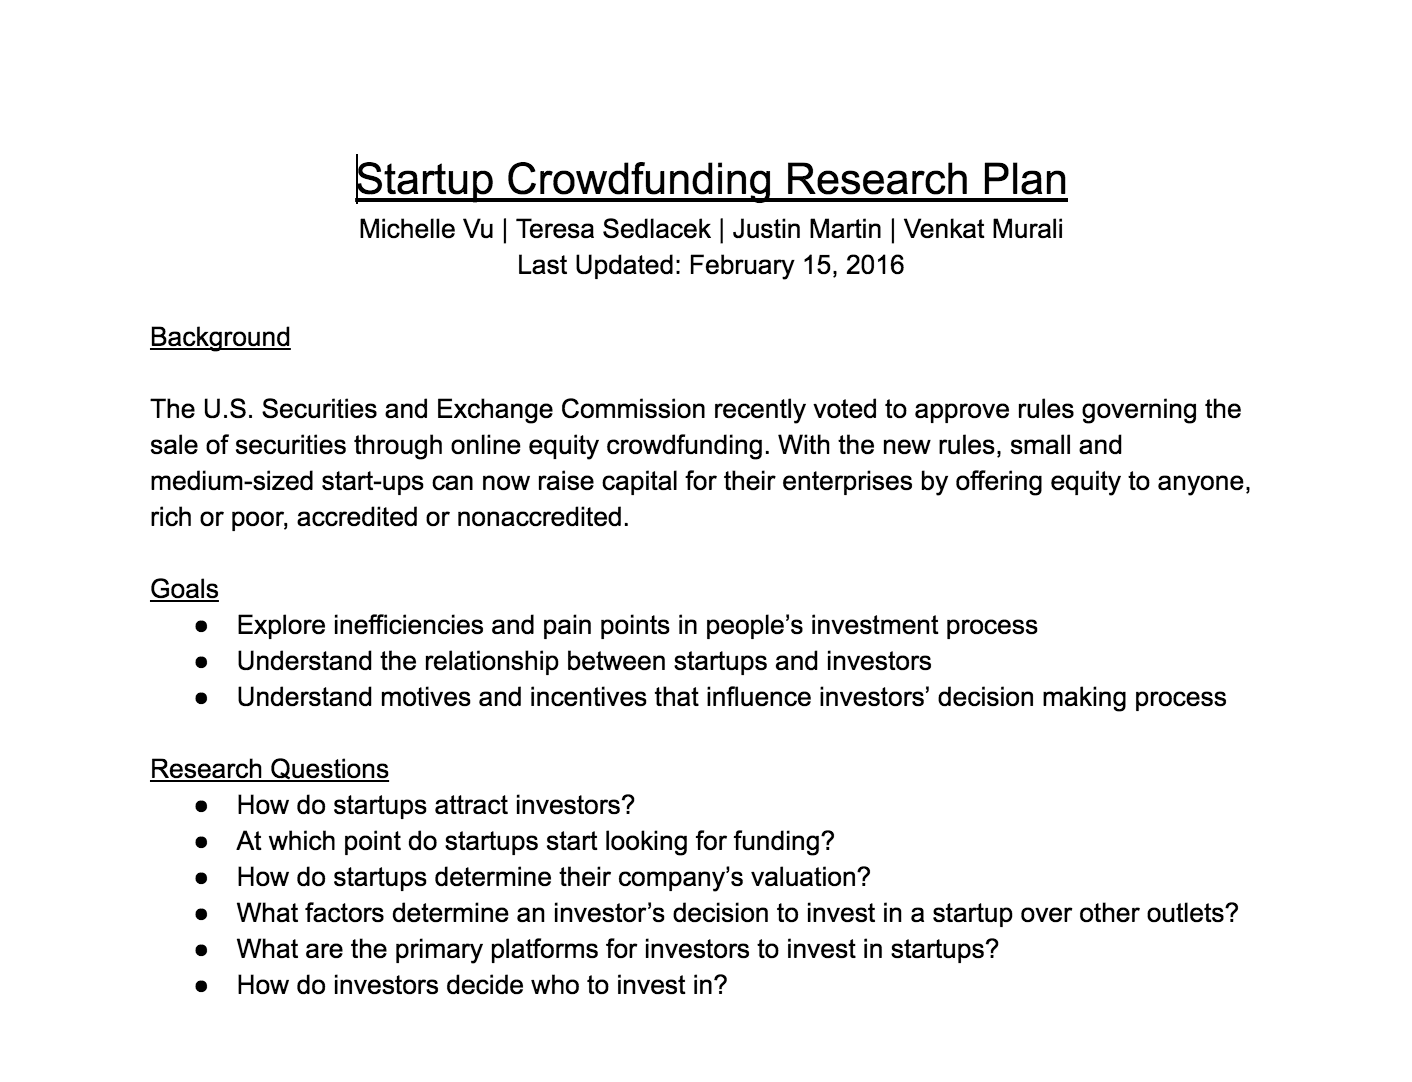 Startup Crowdfunding Research Plan
Michelle Vu | Teresa Sedlacek | Justin Martin | Venkat Murali
Last Updated: February 15, 2016
Background
The U.S. Securities and Exchange Commission recently voted to approve rules governing the
sale of securities through online equity crowdfunding. With the new rules, small and
medium-sized start-ups can now raise capital for their enterprises by offering equity to anyone,
rich or poor, accredited or nonaccredited.
Goals
● Explore inefficiencies and pain points in people’s investment process
● Understand the relationship between startups and investors
● Understand motives and incentives that influence investors’ decision making process
Research Questions
● How do startups attract investors?
● At which point do startups start looking for funding?
● How do startups determine their company’s valuation?
● What factors determine an investor’s decision to invest in a startup over other outlets?
● What are the primary platforms for investors to invest in startups?
● How do investors decide who to invest in?